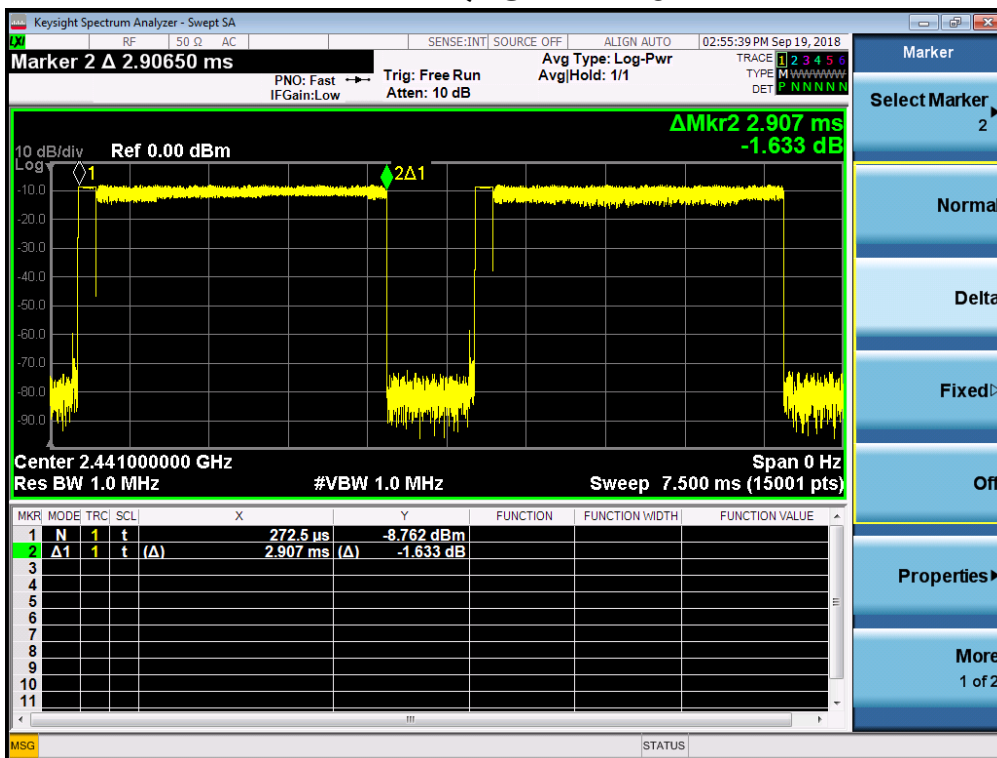 Keysight Spectrum Analyzer - Swept SA
LXI RF 50 Ω AC SENSE:INT SOURCE OFF ALIGN AUTO 02:55:39 PM Sep 19, 2018
Marker 2 Δ 2.90650 ms
PNO: Fast
IFGain:Low
Trig: Free Run
Atten: 10 dB
Avg Type: Log-Pwr
Avg|Hold: 1/1
TRACE 1 2 3 4 5 6
TYPE M WWWWW
DET P N N N N N
ΔMkr2 2.907 ms
-1.633 dB
10 dB/div Ref 0.00 dBm
Log
1
2Δ1
-10.0
-20.0
-30.0
-40.0
-50.0
-60.0
-70.0
-80.0
-90.0
Center 2.441000000 GHz Span 0 Hz
Res BW 1.0 MHz #VBW 1.0 MHz Sweep 7.500 ms (15001 pts)
MKR MODE TRC SCL X Y FUNCTION FUNCTION WIDTH FUNCTION VALUE
1 N 1 t 272.5 µs -8.762 dBm
2 Δ1 1 t (Δ) 2.907 ms (Δ) -1.633 dB
3
4
5
6
7
8
9
10
11
MSG STATUS
Marker
Select Marker
2
Normal
Delta
Fixed
Off
Properties
More
1 of 2